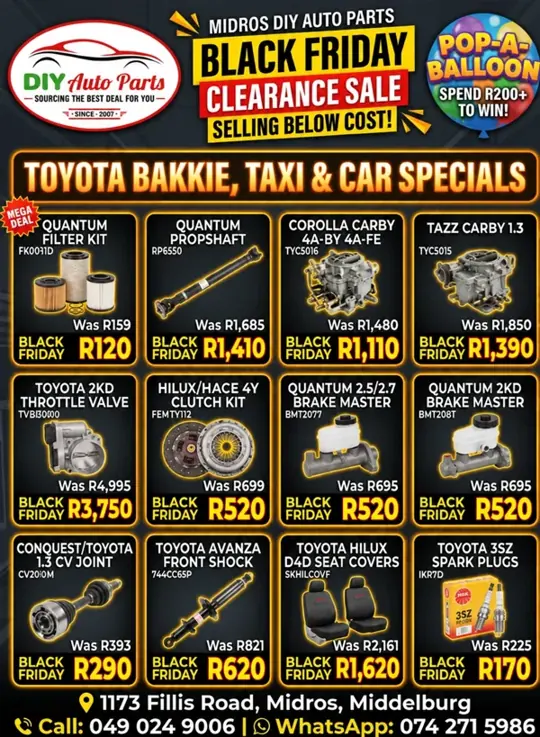 DIY Auto Parts
SOURCING THE BEST DEAL FOR YOU
SINCE - 2007
MIDROS DIY AUTO PARTS
BLACK FRIDAY
CLEARANCE SALE
SELLING BELOW COST!
POP-A-
BALLOON
SPEND R200+
TO WIN!
TOYOTA BAKKIE, TAXI & CAR SPECIALS
MEGA
DEAL
QUANTUM
FILTER KIT
Was R159
BLACK
FRIDAY R120
QUANTUM
PROPSHAFT
RP6550
Was R1,685
BLACK
FRIDAY R1,410
COROLLA CARBY
4A-BY 4A-FE
TYC5016
Was R1,480
BLACK
FRIDAY R1,110
TAZZ CARBY 1.3
TYC5015
Was R1,850
BLACK
FRIDAY R1,390
TOYOTA 2KD
THROTTLE VALVE
Was R4,995
BLACK
FRIDAY R3,750
HILUX/HACE 4Y
CLUTCH KIT
FEMTY112
Was R699
BLACK
FRIDAY R520
QUANTUM 2.5/2.7
BRAKE MASTER
BMT2077
Was R695
BLACK
FRIDAY R520
QUANTUM 2KD
BRAKE MASTER
BMT208T
Was R695
BLACK
FRIDAY R520
CONQUEST/TOYOTA
1.3 CV JOINT
Was R393
BLACK
FRIDAY R290
TOYOTA AVANZA
FRONT SHOCK
744CC65P
Was R821
BLACK
FRIDAY R620
TOYOTA HILUX
D4D SEAT COVERS
SKHILCOVF
Was R2,161
BLACK
FRIDAY R1,620
TOYOTA 3SZ
SPARK PLUGS
IKR7D
3SZ
Was R225
BLACK
FRIDAY R170
1173 Fillis Road, Midros, Middelburg
Call: 049 024 9006 | WhatsApp: 074 271 5986